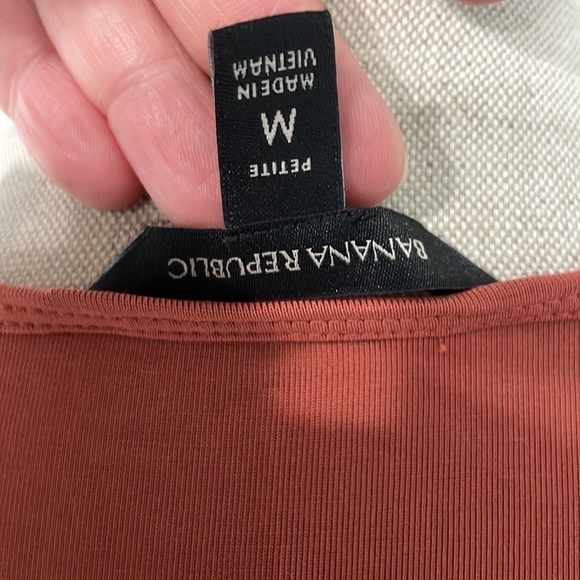 BANANA REPUBLIC
PETITE
M
MADE IN
VIETNAM